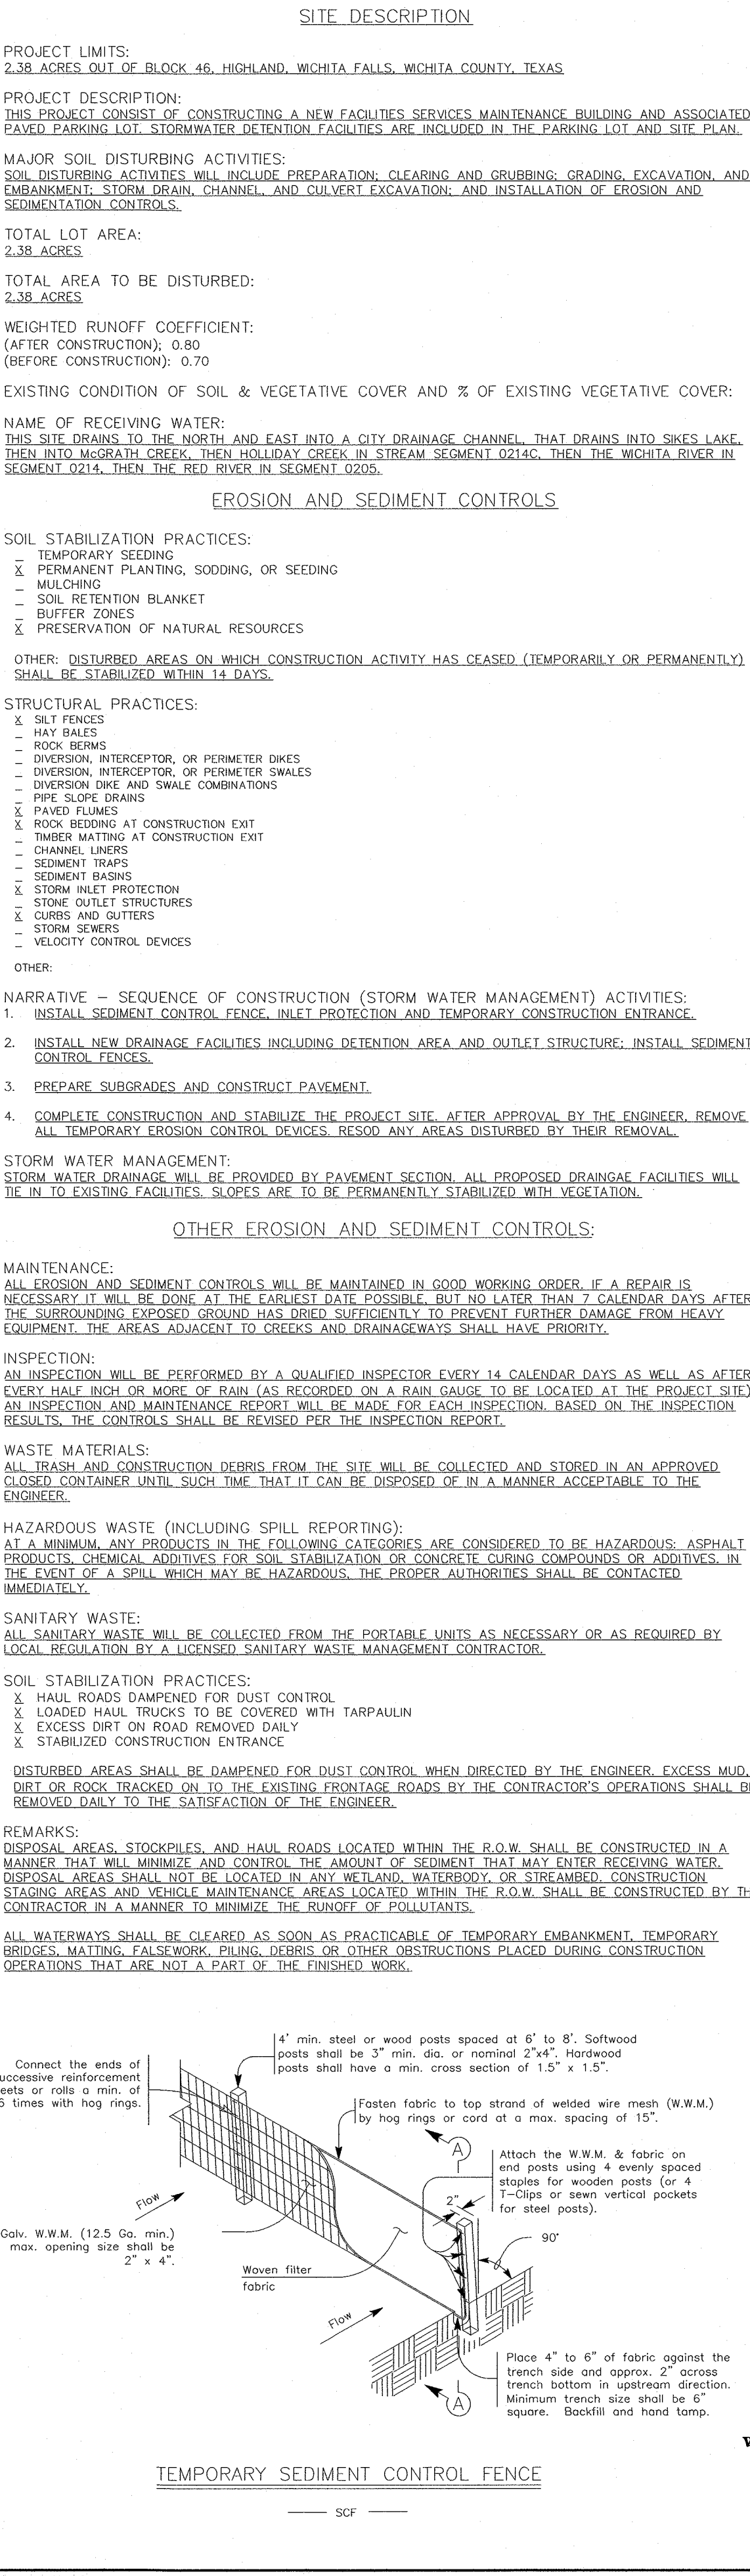 SITE DESCRIPTION
PROJECT LIMITS:
2.38 ACRES OUT OF BLOCK 46, HIGHLAND, WICHITA FALLS, WICHITA COUNTY, TEXAS
PROJECT DESCRIPTION:
THIS PROJECT CONSIST OF CONSTRUCTING A NEW FACILITIES SERVICES MAINTENANCE BUILDING AND ASSOCIATED
PAVED PARKING LOT. STORMWATER DETENTION FACILITIES ARE INCLUDED IN THE PARKING LOT AND SITE PLAN.
MAJOR SOIL DISTURBING ACTIVITIES:
SOIL DISTURBING ACTIVITIES WILL INCLUDE PREPARATION; CLEARING AND GRUBBING; GRADING, EXCAVATION, AND
EMBANKMENT; STORM DRAIN, CHANNEL, AND CULVERT EXCAVATION; AND INSTALLATION OF EROSION AND
SEDIMENTATION CONTROLS.
TOTAL LOT AREA:
2.38 ACRES
TOTAL AREA TO BE DISTURBED:
2.38 ACRES
WEIGHTED RUNOFF COEFFICIENT:
(AFTER CONSTRUCTION); 0.80
(BEFORE CONSTRUCTION): 0.70
EXISTING CONDITION OF SOIL & VEGETATIVE COVER AND % OF EXISTING VEGETATIVE COVER:
NAME OF RECEIVING WATER:
THIS SITE DRAINS TO THE NORTH AND EAST INTO A CITY DRAINAGE CHANNEL, THAT DRAINS INTO SIKES LAKE,
THEN INTO McGRATH CREEK, THEN HOLLIDAY CREEK IN STREAM SEGMENT 0214C, THEN THE WICHITA RIVER IN
SEGMENT 0214, THEN THE RED RIVER IN SEGMENT 0205.
EROSION AND SEDIMENT CONTROLS
SOIL STABILIZATION PRACTICES:
_ TEMPORARY SEEDING
X PERMANENT PLANTING, SODDING, OR SEEDING
_ MULCHING
_ SOIL RETENTION BLANKET
_ BUFFER ZONES
X PRESERVATION OF NATURAL RESOURCES
OTHER: DISTURBED AREAS ON WHICH CONSTRUCTION ACTIVITY HAS CEASED (TEMPORARILY OR PERMANENTLY)
SHALL BE STABILIZED WITHIN 14 DAYS.
STRUCTURAL PRACTICES:
X SILT FENCES
_ HAY BALES
_ ROCK BERMS
_ DIVERSION, INTERCEPTOR, OR PERIMETER DIKES
_ DIVERSION, INTERCEPTOR, OR PERIMETER SWALES
_ DIVERSION DIKE AND SWALE COMBINATIONS
_ PIPE SLOPE DRAINS
X PAVED FLUMES
X ROCK BEDDING AT CONSTRUCTION EXIT
_ TIMBER MATTING AT CONSTRUCTION EXIT
_ CHANNEL LINERS
_ SEDIMENT TRAPS
_ SEDIMENT BASINS
X STORM INLET PROTECTION
_ STONE OUTLET STRUCTURES
X CURBS AND GUTTERS
_ STORM SEWERS
_ VELOCITY CONTROL DEVICES
OTHER:
NARRATIVE – SEQUENCE OF CONSTRUCTION (STORM WATER MANAGEMENT) ACTIVITIES:
1. INSTALL SEDIMENT CONTROL FENCE, INLET PROTECTION AND TEMPORARY CONSTRUCTION ENTRANCE.
2. INSTALL NEW DRAINAGE FACILITIES INCLUDING DETENTION AREA AND OUTLET STRUCTURE; INSTALL SEDIMENT
CONTROL FENCES.
3. PREPARE SUBGRADES AND CONSTRUCT PAVEMENT.
4. COMPLETE CONSTRUCTION AND STABILIZE THE PROJECT SITE. AFTER APPROVAL BY THE ENGINEER, REMOVE
ALL TEMPORARY EROSION CONTROL DEVICES. RESOD ANY AREAS DISTURBED BY THEIR REMOVAL.
STORM WATER MANAGEMENT:
STORM WATER DRAINAGE WILL BE PROVIDED BY PAVEMENT SECTION. ALL PROPOSED DRAINGAE FACILITIES WILL
TIE IN TO EXISTING FACILITIES. SLOPES ARE TO BE PERMANENTLY STABILIZED WITH VEGETATION.
OTHER EROSION AND SEDIMENT CONTROLS:
MAINTENANCE:
ALL EROSION AND SEDIMENT CONTROLS WILL BE MAINTAINED IN GOOD WORKING ORDER. IF A REPAIR IS
NECESSARY IT WILL BE DONE AT THE EARLIEST DATE POSSIBLE, BUT NO LATER THAN 7 CALENDAR DAYS AFTER
THE SURROUNDING EXPOSED GROUND HAS DRIED SUFFICIENTLY TO PREVENT FURTHER DAMAGE FROM HEAVY
EQUIPMENT. THE AREAS ADJACENT TO CREEKS AND DRAINAGEWAYS SHALL HAVE PRIORITY.
INSPECTION:
AN INSPECTION WILL BE PERFORMED BY A QUALIFIED INSPECTOR EVERY 14 CALENDAR DAYS AS WELL AS AFTER
EVERY HALF INCH OR MORE OF RAIN (AS RECORDED ON A RAIN GAUGE TO BE LOCATED AT THE PROJECT SITE)
AN INSPECTION AND MAINTENANCE REPORT WILL BE MADE FOR EACH INSPECTION. BASED ON THE INSPECTION
RESULTS, THE CONTROLS SHALL BE REVISED PER THE INSPECTION REPORT.
WASTE MATERIALS:
ALL TRASH AND CONSTRUCTION DEBRIS FROM THE SITE WILL BE COLLECTED AND STORED IN AN APPROVED
CLOSED CONTAINER UNTIL SUCH TIME THAT IT CAN BE DISPOSED OF IN A MANNER ACCEPTABLE TO THE
ENGINEER.
HAZARDOUS WASTE (INCLUDING SPILL REPORTING):
AT A MINIMUM, ANY PRODUCTS IN THE FOLLOWING CATEGORIES ARE CONSIDERED TO BE HAZARDOUS: ASPHALT
PRODUCTS, CHEMICAL ADDITIVES FOR SOIL STABILIZATION OR CONCRETE CURING COMPOUNDS OR ADDITIVES. IN
THE EVENT OF A SPILL WHICH MAY BE HAZARDOUS, THE PROPER AUTHORITIES SHALL BE CONTACTED
IMMEDIATELY.
SANITARY WASTE:
ALL SANITARY WASTE WILL BE COLLECTED FROM THE PORTABLE UNITS AS NECESSARY OR AS REQUIRED BY
LOCAL REGULATION BY A LICENSED SANITARY WASTE MANAGEMENT CONTRACTOR.
SOIL STABILIZATION PRACTICES:
X HAUL ROADS DAMPENED FOR DUST CONTROL
X LOADED HAUL TRUCKS TO BE COVERED WITH TARPAULIN
X EXCESS DIRT ON ROAD REMOVED DAILY
X STABILIZED CONSTRUCTION ENTRANCE
DISTURBED AREAS SHALL BE DAMPENED FOR DUST CONTROL WHEN DIRECTED BY THE ENGINEER. EXCESS MUD,
DIRT OR ROCK TRACKED ON TO THE EXISTING FRONTAGE ROADS BY THE CONTRACTOR'S OPERATIONS SHALL BE
REMOVED DAILY TO THE SATISFACTION OF THE ENGINEER.
REMARKS:
DISPOSAL AREAS, STOCKPILES, AND HAUL ROADS LOCATED WITHIN THE R.O.W. SHALL BE CONSTRUCTED IN A
MANNER THAT WILL MINIMIZE AND CONTROL THE AMOUNT OF SEDIMENT THAT MAY ENTER RECEIVING WATER.
DISPOSAL AREAS SHALL NOT BE LOCATED IN ANY WETLAND, WATERBODY, OR STREAMBED. CONSTRUCTION
STAGING AREAS AND VEHICLE MAINTENANCE AREAS LOCATED WITHIN THE R.O.W. SHALL BE CONSTRUCTED BY TH
CONTRACTOR IN A MANNER TO MINIMIZE THE RUNOFF OF POLLUTANTS.
ALL WATERWAYS SHALL BE CLEARED AS SOON AS PRACTICABLE OF TEMPORARY EMBANKMENT, TEMPORARY
BRIDGES, MATTING, FALSEWORK, PILING, DEBRIS OR OTHER OBSTRUCTIONS PLACED DURING CONSTRUCTION
OPERATIONS THAT ARE NOT A PART OF THE FINISHED WORK.
4' min. steel or wood posts spaced at 6' to 8'. Softwood
posts shall be 3" min. dia. or nominal 2"x4". Hardwood
posts shall have a min. cross section of 1.5" x 1.5".
Connect the ends of
uccessive reinforcement
eets or rolls a min. of
6 times with hog rings.
Fasten fabric to top strand of welded wire mesh (W.W.M.)
by hog rings or cord at a max. spacing of 15".
A
Attach the W.W.M. & fabric on
end posts using 4 evenly spaced
staples for wooden posts (or 4
T-Clips or sewn vertical pockets
for steel posts).
2"
Flow
90°
Galv. W.W.M. (12.5 Ga. min.)
max. opening size shall be
2" x 4".
Woven filter
fabric
Flow
Place 4" to 6" of fabric against the
trench side and approx. 2" across
trench bottom in upstream direction.
Minimum trench size shall be 6"
square. Backfill and hand tamp.
A
TEMPORARY SEDIMENT CONTROL FENCE
SCF